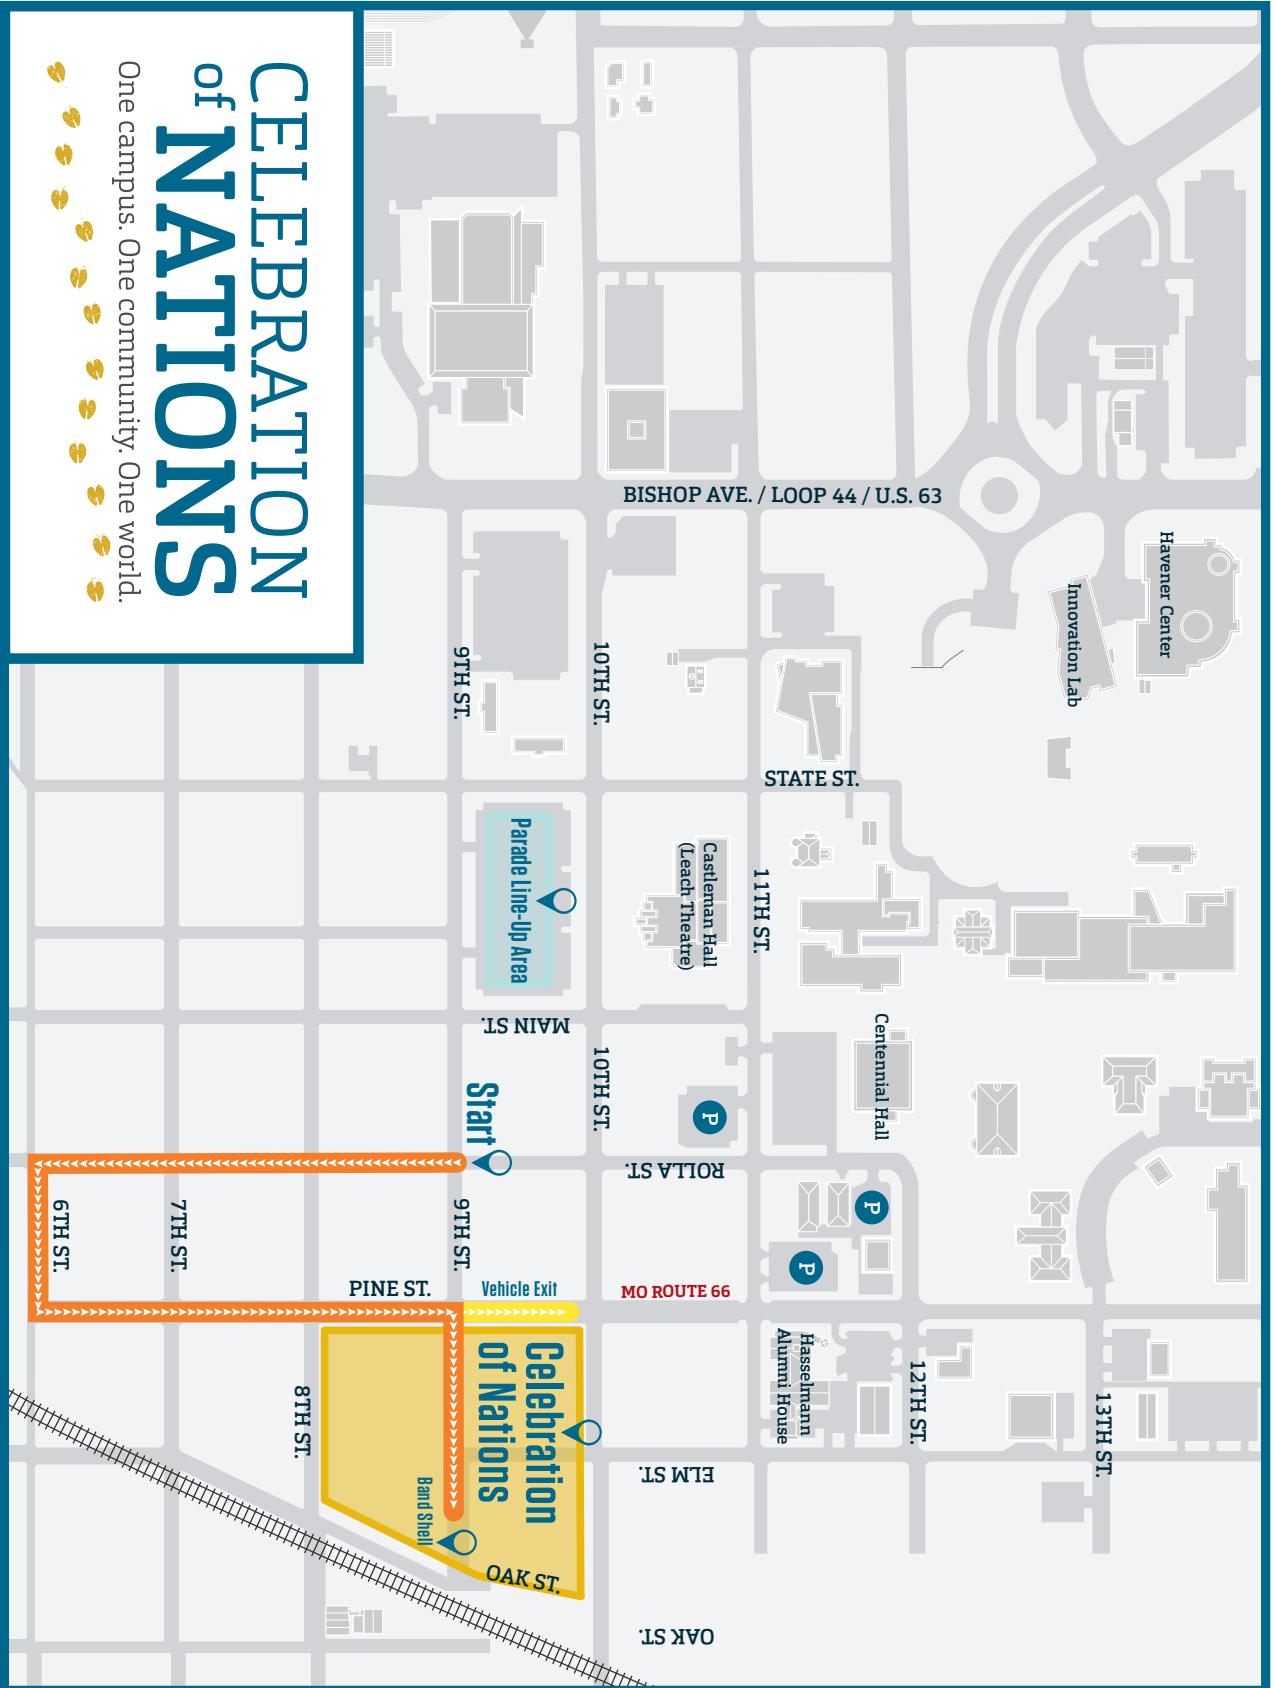 CELEBRATION
of NATIONS
One campus. One community. One world.
Havener Center
Innovation Lab
BISHOP AVE. / LOOP 44 / U.S. 63
9TH ST.
10TH ST.
STATE ST.
Parade Line-Up Area
Castleman Hall
(Leach Theatre)
11TH ST.
MAIN ST.
Centennial Hall
10TH ST.
Start
P
ROLLA ST.
P
P
6TH ST.
7TH ST.
9TH ST.
PINE ST.
Vehicle Exit
MO ROUTE 66
Celebration
of Nations
Hasselmann
Alumni House
12TH ST.
13TH ST.
8TH ST.
ELM ST.
Band Shell
OAK ST.
OAK ST.